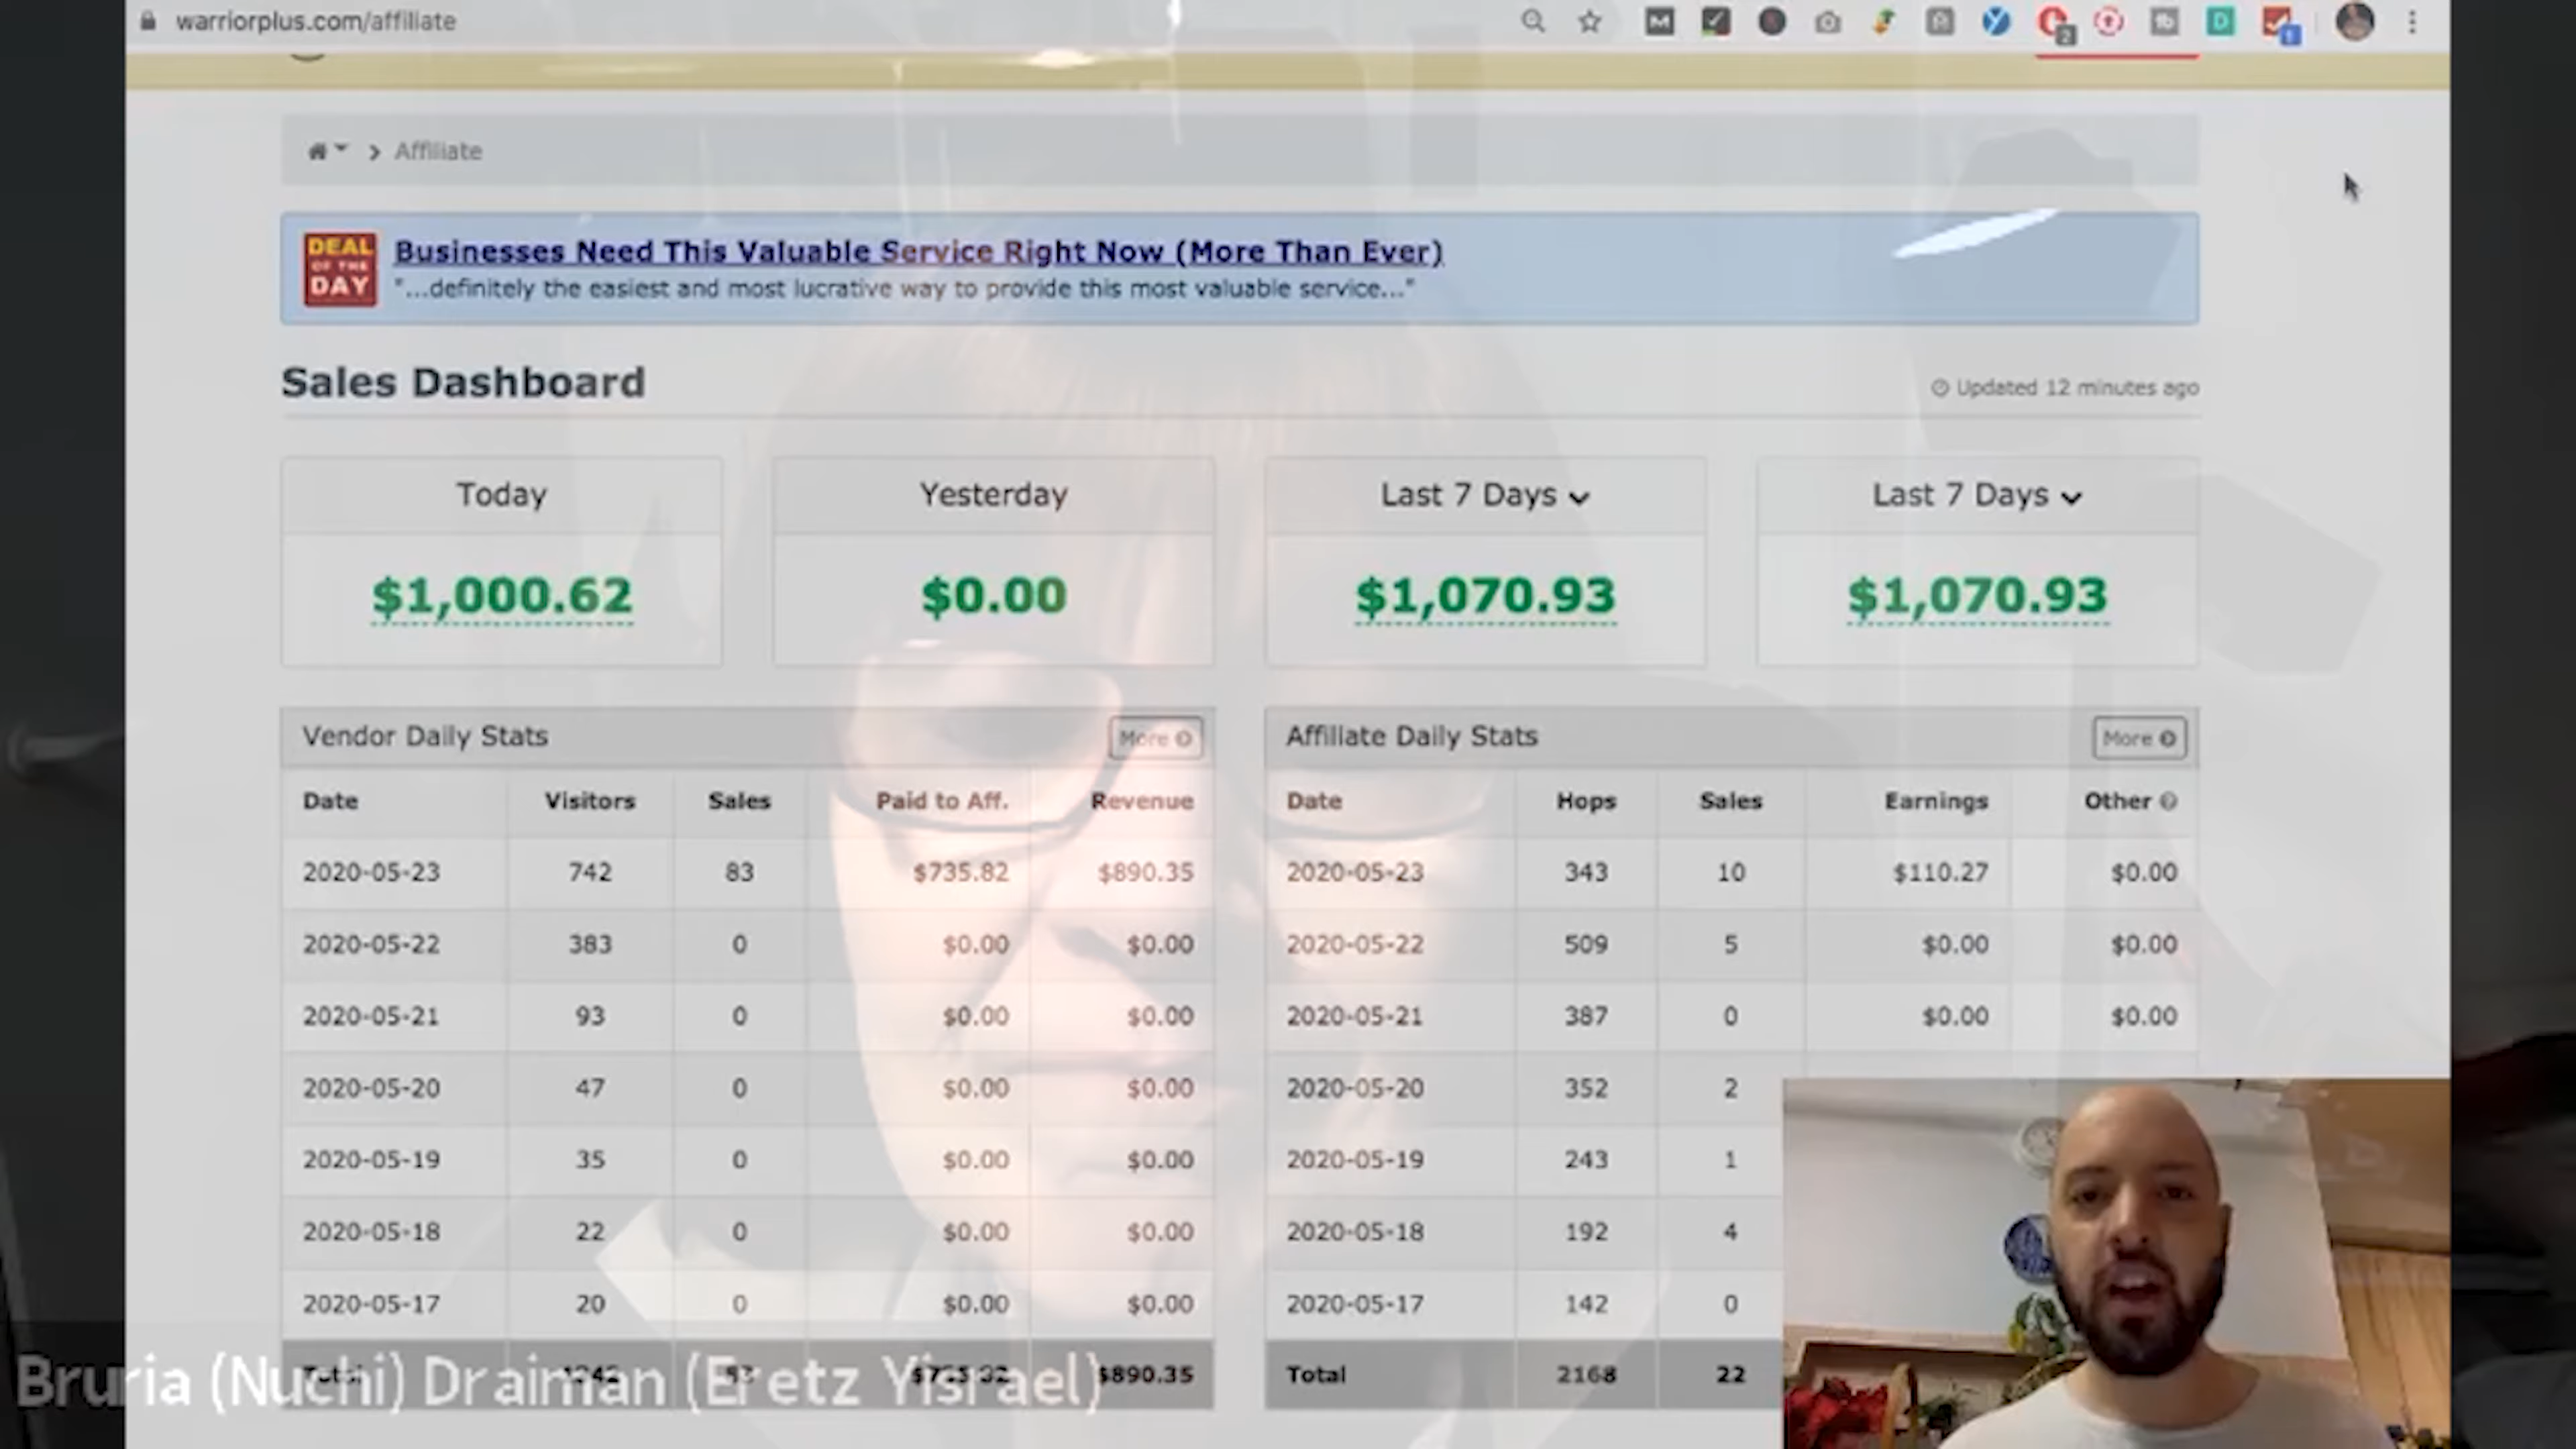 warriorplus.com/affiliate
Affiliate
DEAL OF THE DAY
Businesses Need This Valuable Service Right Now (More Than Ever)
"...definitely the easiest and most lucrative way to provide this most valuable service..."
Sales Dashboard
Updated 12 minutes ago
Today Yesterday Last 7 Days Last 7 Days
$1,000.62 $0.00 $1,070.93 $1,070.93
Vendor Daily Stats More
Date Visitors Sales Paid to Aff. Revenue
2020-05-23 742 83 $735.82 $890.35
2020-05-22 383 0 $0.00 $0.00
2020-05-21 93 0 $0.00 $0.00
2020-05-20 47 0 $0.00 $0.00
2020-05-19 35 0 $0.00 $0.00
2020-05-18 22 0 $0.00 $0.00
2020-05-17 20 0 $0.00 $0.00
Total 1342 83 $735.82 $890.35
Affiliate Daily Stats More
Date Hops Sales Earnings Other
2020-05-23 343 10 $110.27 $0.00
2020-05-22 509 5 $0.00 $0.00
2020-05-21 387 0 $0.00 $0.00
2020-05-20 352 2
2020-05-19 243 1
2020-05-18 192 4
2020-05-17 142 0
Total 2168 22
Bruria (Nuchi) Draiman (Eretz Yisrael)